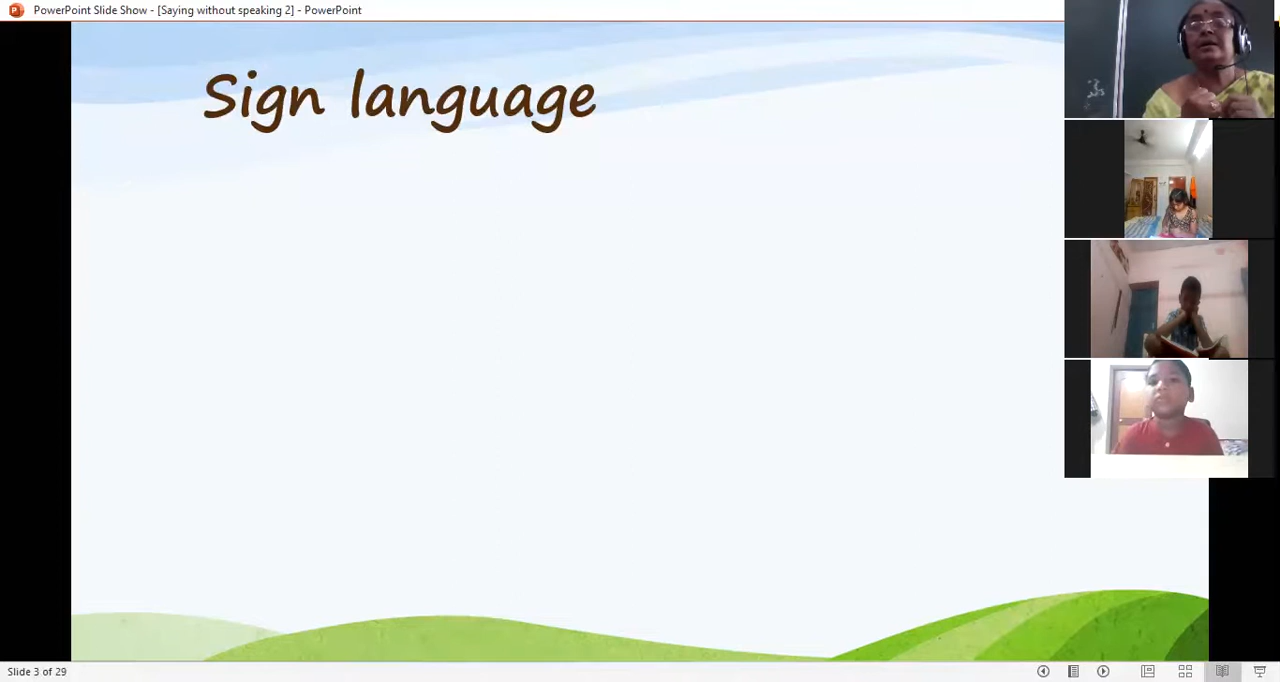 PowerPoint Slide Show - [Saying without speaking 2] - PowerPoint
Sign language
Slide 3 of 29